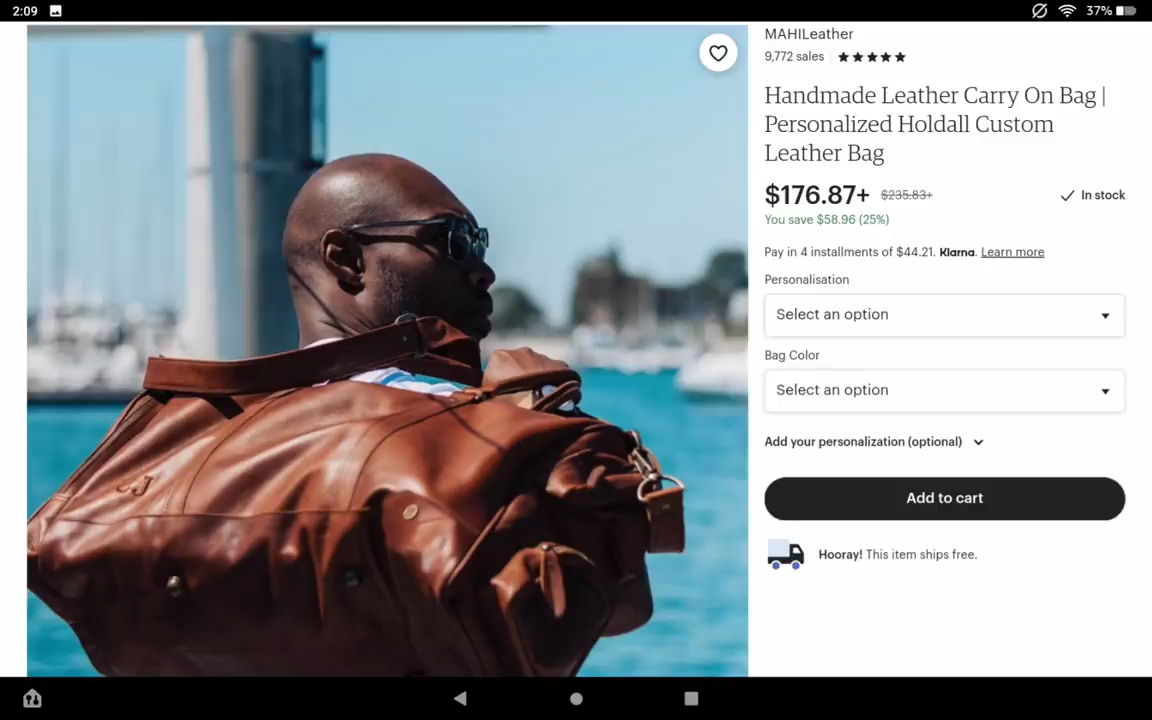 2:09
37%
MAHILeather
9,772 sales
Handmade Leather Carry On Bag |
Personalized Holdall Custom
Leather Bag
$176.87+ $235.83+ In stock
You save $58.96 (25%)
Pay in 4 installments of $44.21. Klarna. Learn more
Personalisation
Select an option
Bag Color
Select an option
Add your personalization (optional)
Add to cart
Hooray! This item ships free.